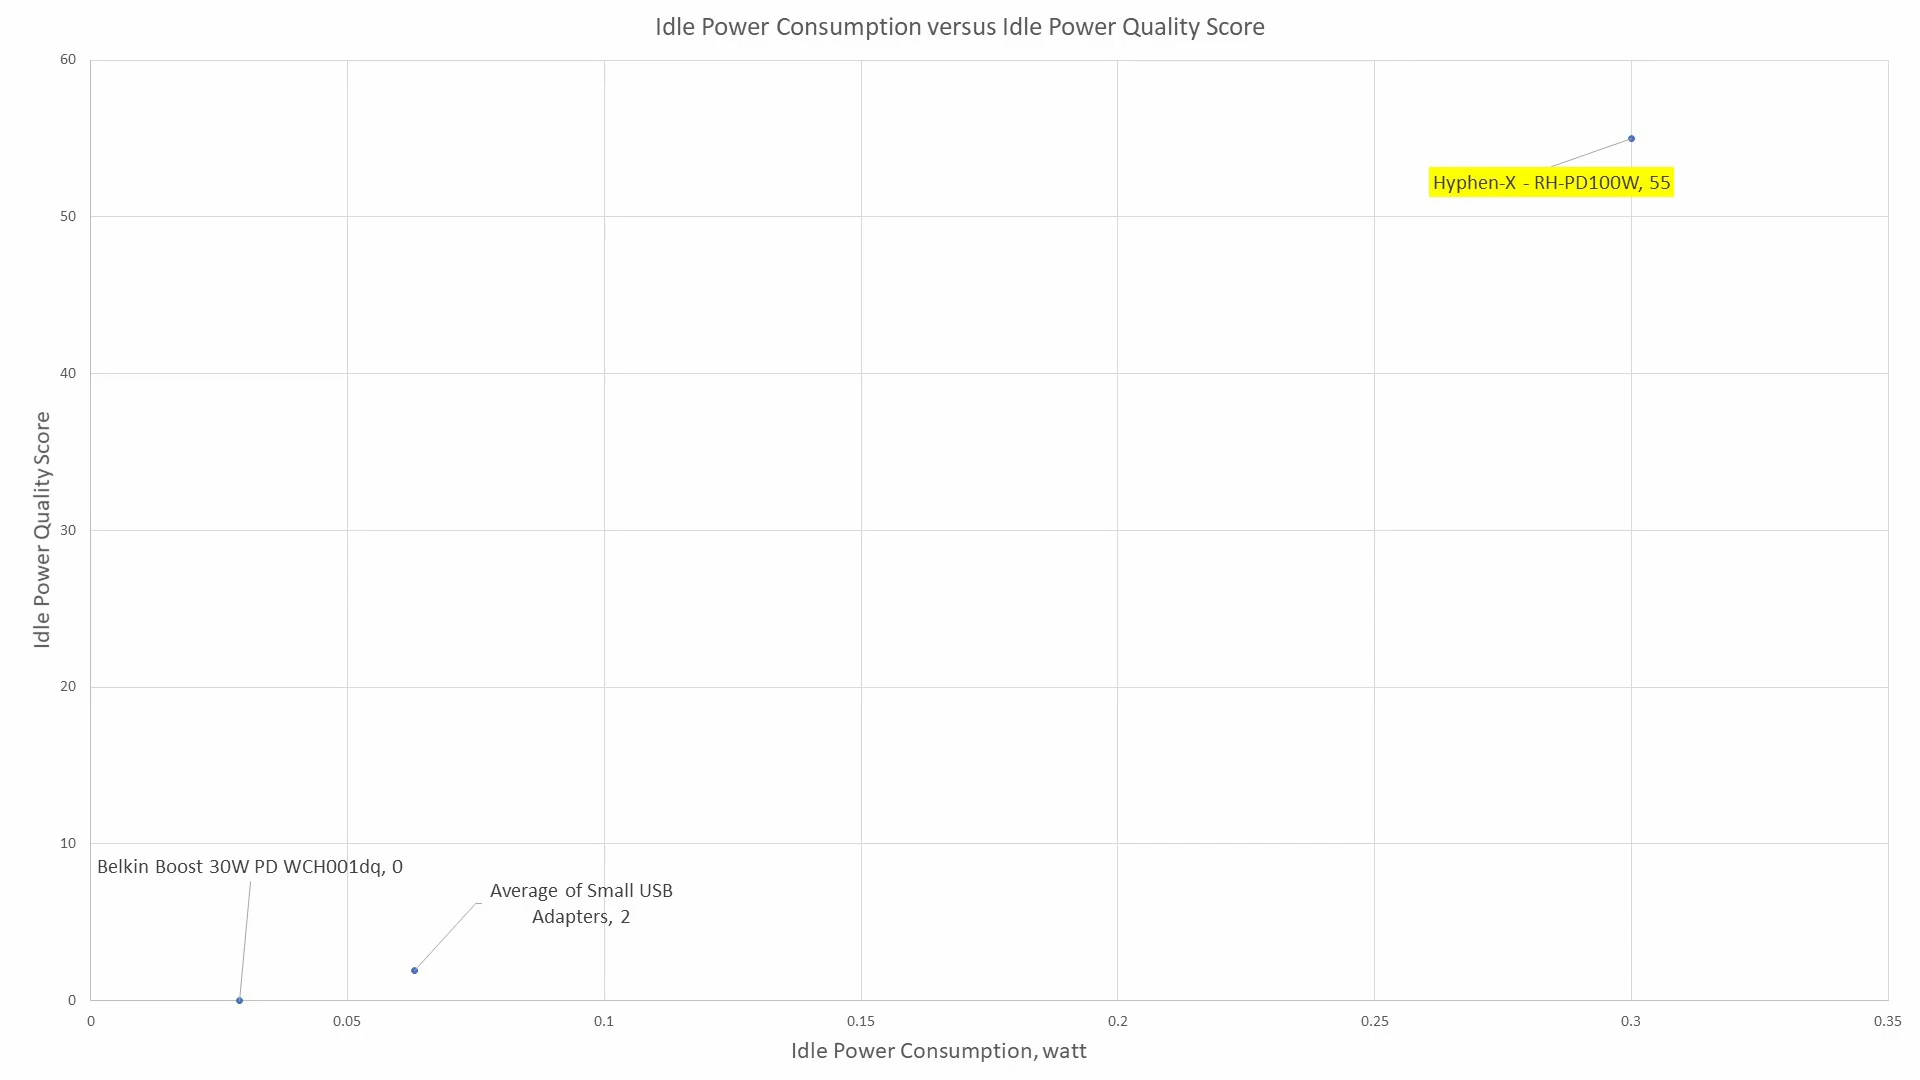 Idle Power Consumption versus Idle Power Quality Score
60
50
40
30
20
10
0
Idle Power Quality Score
Hyphen-X - RH-PD100W, 55
Belkin Boost 30W PD WCH001dq, 0
Average of Small USB
Adapters, 2
0
0.05
0.1
0.15
0.2
0.25
0.3
0.35
Idle Power Consumption, watt